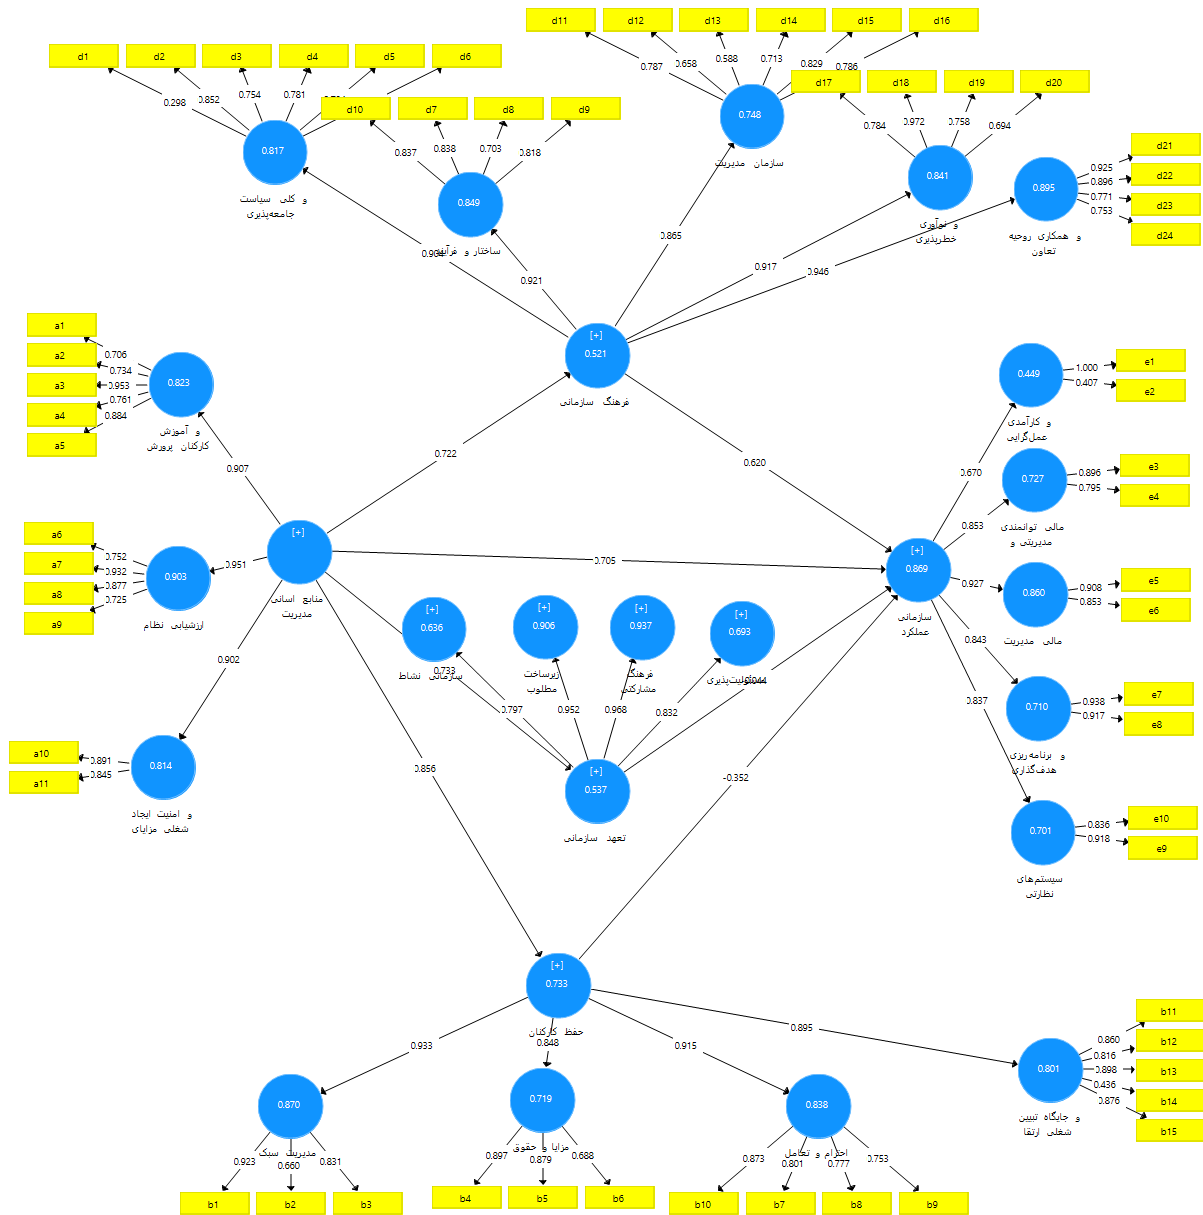 d11 d12 d13 d14 d15 d16
d1 d2 d3 d4 d5 d6
0.787 0.658 0.588 0.713 0.829 0.786
d17 d18 d19 d20
0.298 0.852 0.754 0.781
d10 d7 d8 d9
0.748
0.784 0.972 0.758 0.694
0.817
0.837 0.838 0.703 0.818
سازمان مدیریت
d21
d22
d23
d24
0.925
0.896
0.771
0.753
0.841
0.895
و کلی سیاست
جامعه‌پذیری
0.849
ساختار و فرآیند
و نوآوری
خطرپذیری
و همکاری روحیه
تعاون
0.904
0.921
0.865
0.917
0.946
[+]
0.521
فرهنگ سازمانی
a1
a2
a3
a4
a5
0.706
0.734
0.953
0.761
0.884
0.823
و آموزش
کارکنان پرورش
0.907
0.722
0.620
0.449
1.000
0.407
e1
e2
و کارآمدی
عمل‌گرایی
0.670
0.727
0.896
0.795
e3
e4
مالی توانمندی
مدیریتی و
0.853
a6
a7
a8
a9
0.752
0.932
0.877
0.725
0.903
ارزشیابی نظام
0.951
[+]
منابع اسانی
مدیریت
0.705
[+]
0.869
سازمانی
عملکرد
0.927
0.860
0.908
0.853
e5
e6
مالی مدیریت
[+]
0.636
سازمانی نشاط
[+]
0.906
زیرساخت
مطلوب
[+]
0.937
فرهنگ
مشارکتی
[+]
0.693
مسئولیت‌پذیری
0.733
0.797
0.952
0.968
0.832
0.902
0.843
0.837
0.710
0.938
0.917
e7
e8
و برنامه‌ریزی
هدف‌گذاری
a10
a11
0.891
0.845
0.814
و امنیت ایجاد
شغلی مزایای
0.856
[+]
0.537
تعهد سازمانی
-0.352
0.701
0.836
0.918
e10
e9
سیستم‌های
نظارتی
[+]
0.733
حفظ کارکنان
0.933
0.848
0.915
0.895
0.870
مدیریت سبک
0.719
مزایا و حقوق
0.838
احترام و تعامل
0.801
و جایگاه تبیین
شغلی ارتقا
b11
b12
b13
b14
b15
0.860
0.816
0.898
0.436
0.876
0.923 0.660 0.831
0.897 0.879 0.688
0.873 0.801 0.777 0.753
b1 b2 b3
b4 b5 b6
b10 b7 b8 b9